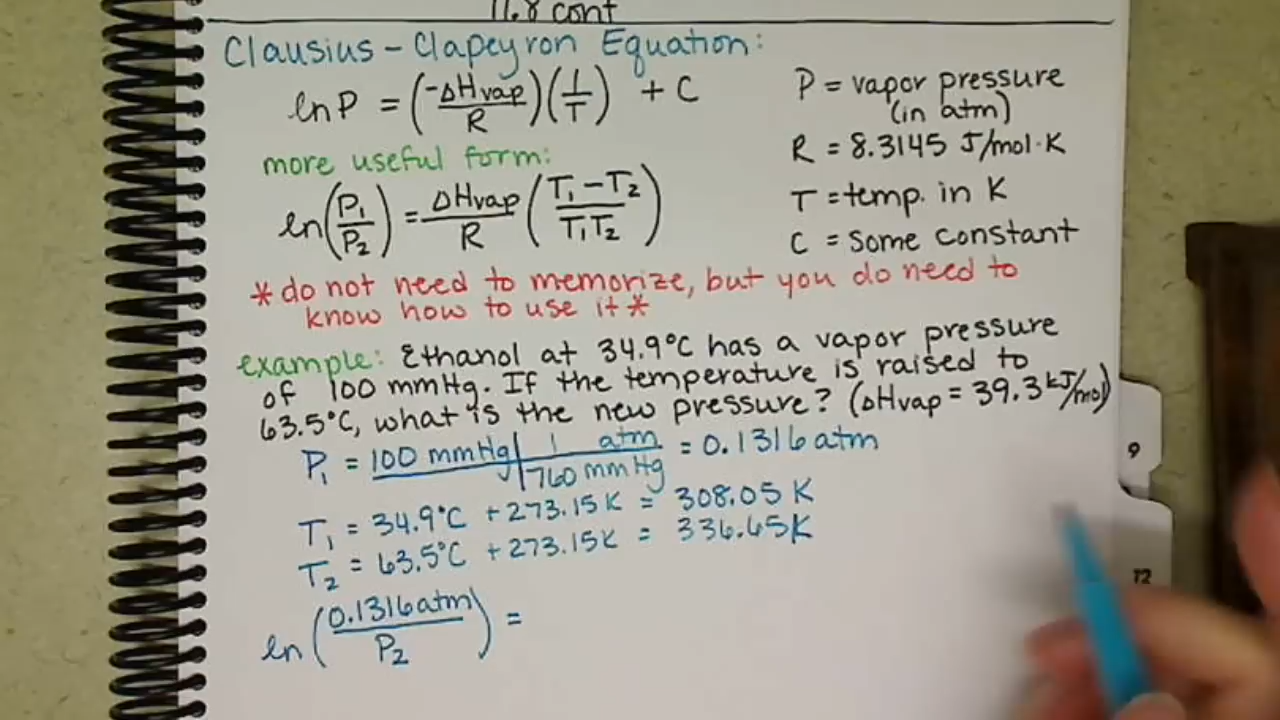 11.8 cont
Clausius-Clapeyron Equation:
ln P = (-ΔHvap/R)(1/T) + C
P = vapor pressure
(in atm)
R = 8.3145 J/mol·K
more useful form:
ln(P₁/P₂) = ΔHvap/R (T₁-T₂/T₁T₂)
T = temp. in K
C = some constant
*do not need to memorize, but you do need to
know how to use it*
example: Ethanol at 34.9°C has a vapor pressure
of 100 mmHg. If the temperature is raised to
63.5°C, what is the new pressure? (ΔHvap = 39.3 kJ/mol)
P₁ = 100 mmHg | 1 atm / 760 mmHg = 0.1316 atm
T₁ = 34.9°C + 273.15K = 308.05 K
T₂ = 63.5°C + 273.15K = 336.65K
ln(0.1316 atm/P₂) =
9
12